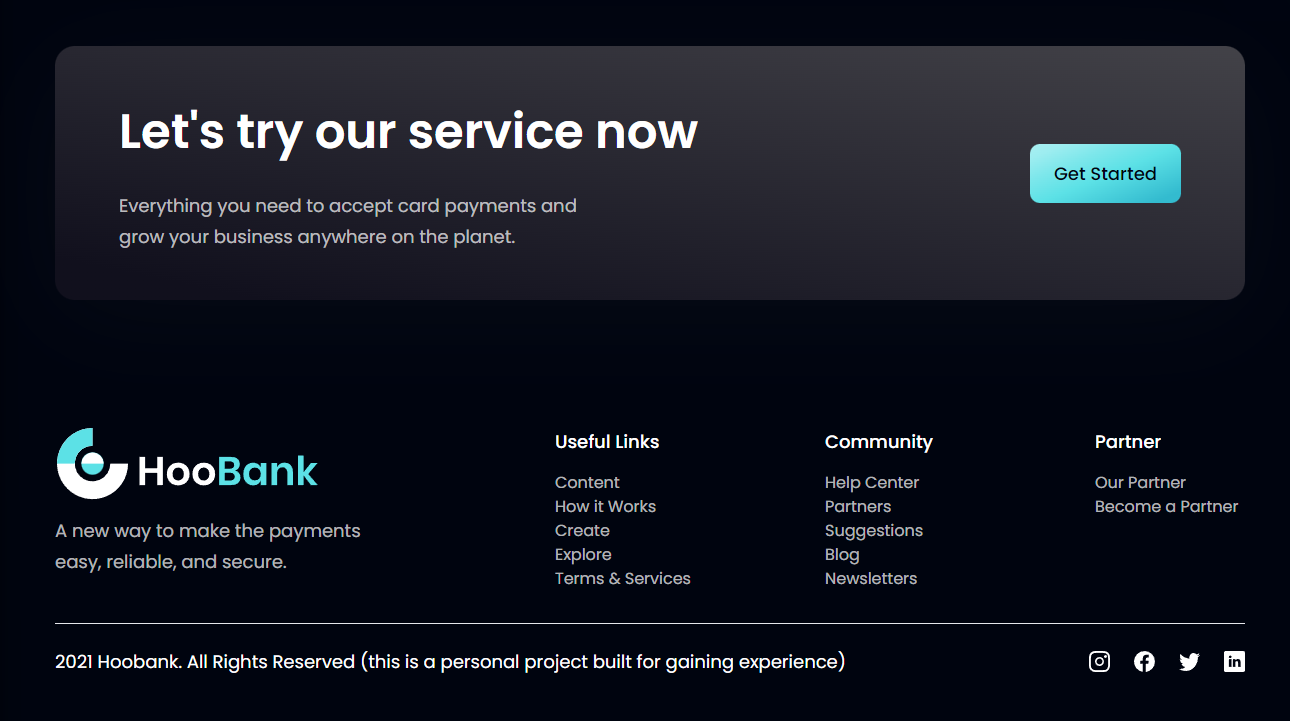 Let's try our service now
Everything you need to accept card payments and
grow your business anywhere on the planet.
Get Started
HooBank
A new way to make the payments
easy, reliable, and secure.
Useful Links
Content
How it Works
Create
Explore
Terms & Services
Community
Help Center
Partners
Suggestions
Blog
Newsletters
Partner
Our Partner
Become a Partner
2021 Hoobank. All Rights Reserved (this is a personal project built for gaining experience)
in